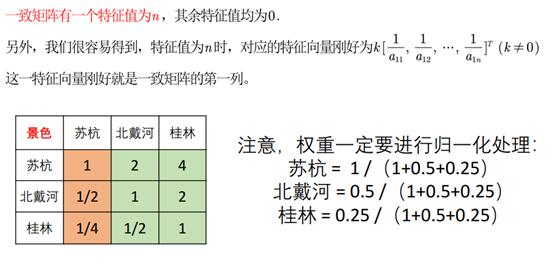 一致矩阵有一个特征值为n，其余特征值均为0.
另外，我们很容易得到，特征值为n时，对应的特征向量刚好为k[1/a₁₁, 1/a₁₂, ⋯, 1/a₁ₙ]ᵀ (k≠0)
这一特征向量刚好就是一致矩阵的第一列。
景色 苏杭 北戴河 桂林
苏杭 1 2 4
北戴河 1/2 1 2
桂林 1/4 1/2 1
注意，权重一定要进行归一化处理：
苏杭 = 1 /（1+0.5+0.25）
北戴河 = 0.5 /（1+0.5+0.25）
桂林 = 0.25 /（1+0.5+0.25）